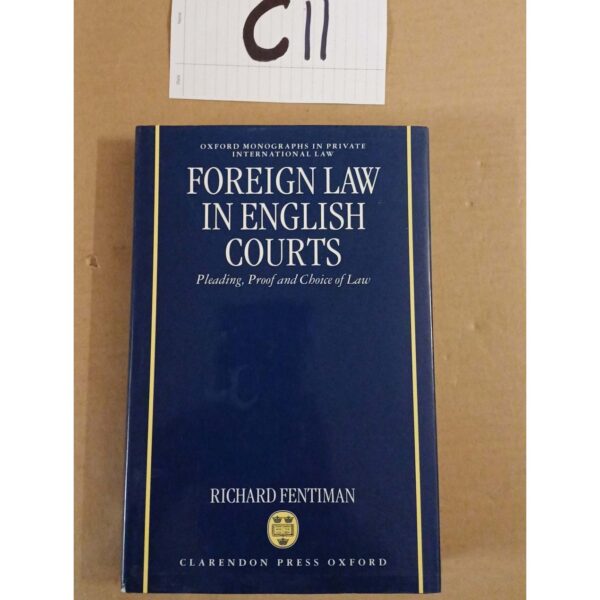 C11
OXFORD MONOGRAPHS IN PRIVATE
INTERNATIONAL LAW
FOREIGN LAW
IN ENGLISH
COURTS
Pleading, Proof and Choice of Law
RICHARD FENTIMAN
CLARENDON PRESS OXFORD